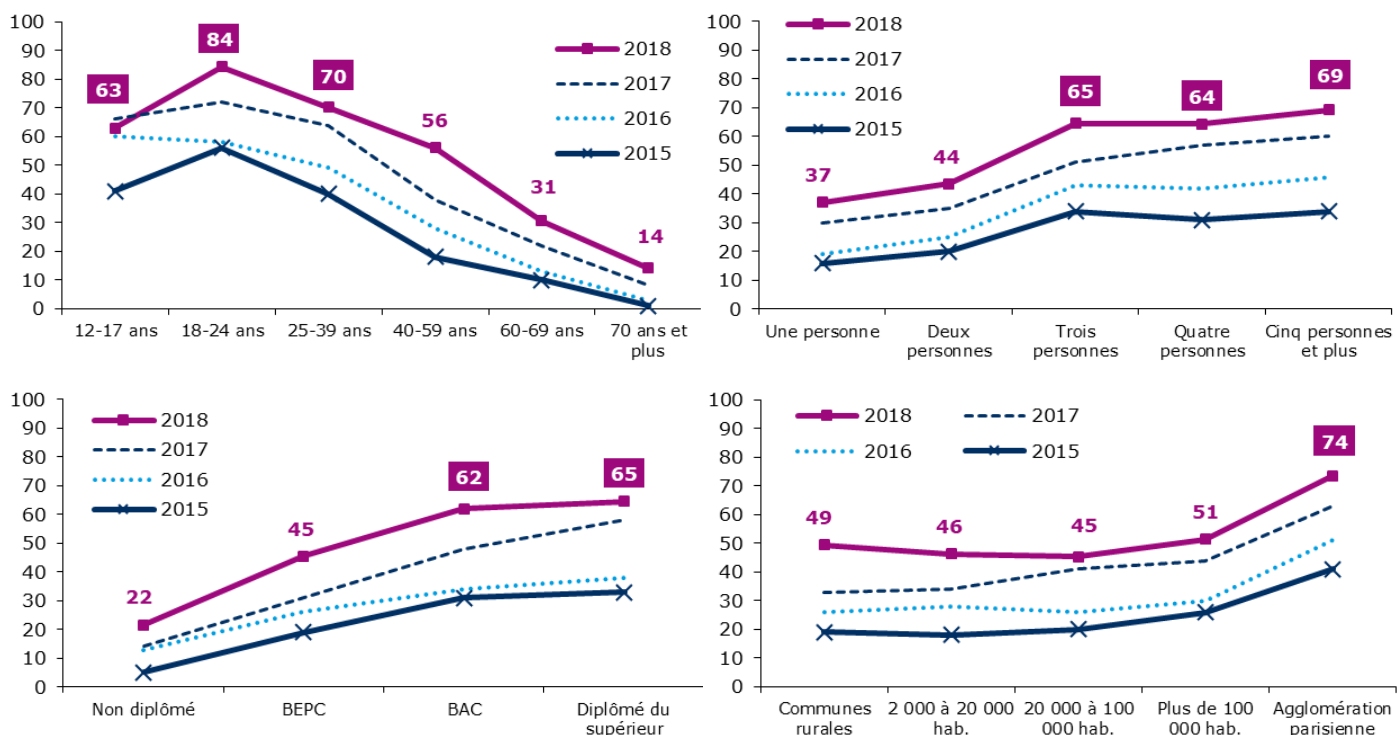 100
90
80
70
60
50
40
30
20
10
0
63
84
70
56
31
14
2018
2017
2016
2015
12-17 ans
18-24 ans
25-39 ans
40-59 ans
60-69 ans
70 ans et
plus
100
90
80
70
60
50
40
30
20
10
0
2018
2017
2016
2015
37
44
65
64
69
Une personne
Deux
personnes
Trois
personnes
Quatre
personnes
Cinq personnes
et plus
100
90
80
70
60
50
40
30
20
10
0
2018
2017
2016
2015
22
45
62
65
Non diplômé
BEPC
BAC
Diplômé du
supérieur
100
90
80
70
60
50
40
30
20
10
0
2018
2017
2016
2015
49
46
45
51
74
Communes
rurales
2 000 à 20 000
hab.
20 000 à 100
000 hab.
Plus de 100
000 hab.
Agglomération
parisienne